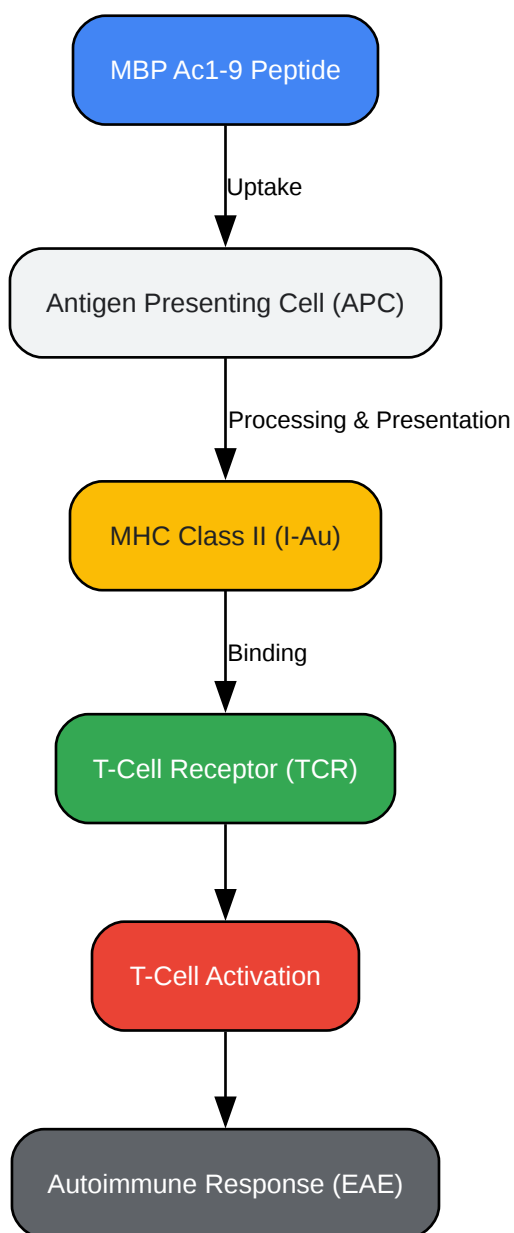 MBP Ac1-9 Peptide
Uptake
Antigen Presenting Cell (APC)
Processing & Presentation
MHC Class II (I-Au)
Binding
T-Cell Receptor (TCR)
T-Cell Activation
Autoimmune Response (EAE)